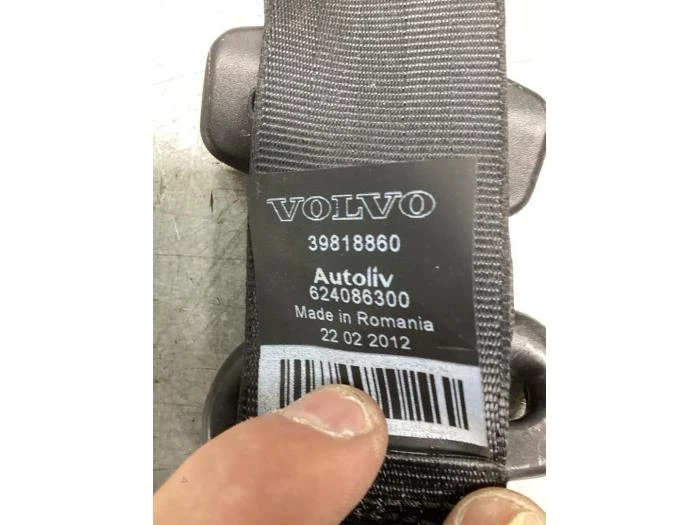 VOLVO
39818860
Autoliv
624086300
Made in Romania
22 02 2012